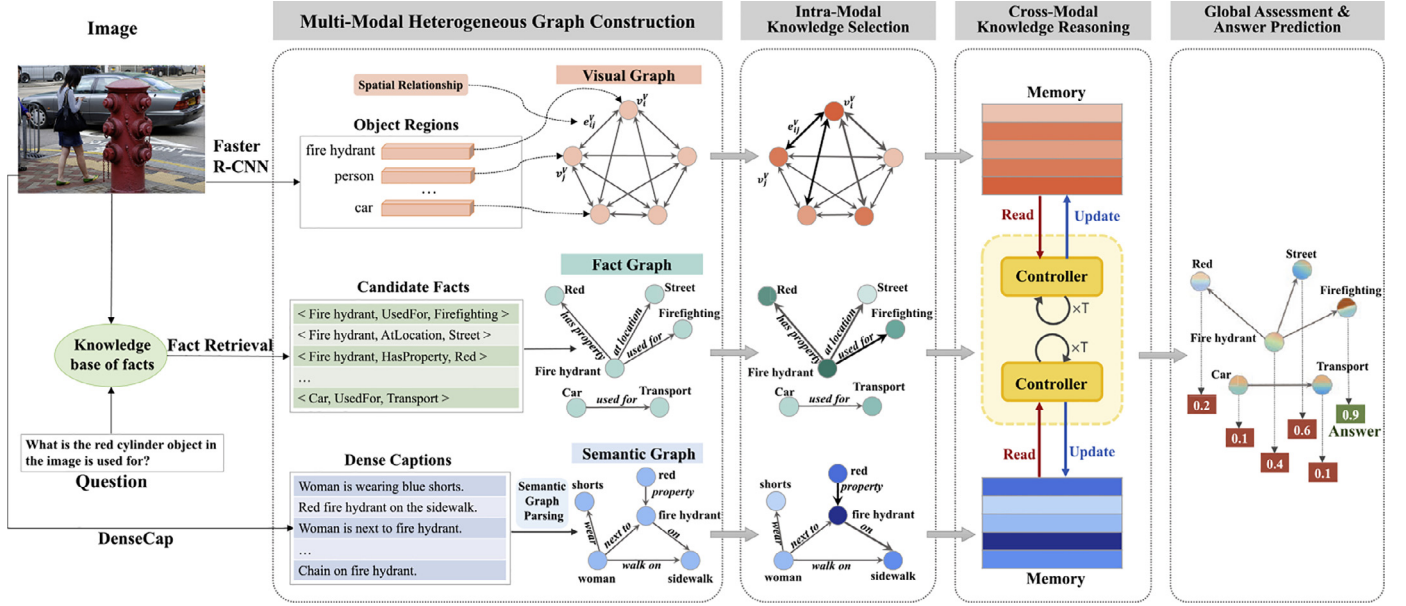 Image
Multi-Modal Heterogeneous Graph Construction
Intra-Modal
Knowledge Selection
Cross-Modal
Knowledge Reasoning
Global Assessment &
Answer Prediction
Faster
R-CNN
Spatial Relationship
Object Regions
fire hydrant
person
...
car
Visual Graph
v_i^V
e_ij^V
v_j^V
v_i^V
e_ij^V
v_j^V
Memory
Read
Update
Controller
×T
×T
Controller
Read
Update
Memory
Knowledge
base of facts
Fact Retrieval
Candidate Facts
< Fire hydrant, UsedFor, Firefighting >
< Fire hydrant, AtLocation, Street >
< Fire hydrant, HasProperty, Red >
...
< Car, UsedFor, Transport >
Fact Graph
Red
Street
Firefighting
has property
at location
used for
Fire hydrant
Car
Transport
used for
Red
Street
Firefighting
has property
at location
used for
Fire hydrant
Car
Transport
used for
What is the red cylinder object in
the image is used for?
Question
DenseCap
Dense Captions
Woman is wearing blue shorts.
Red fire hydrant on the sidewalk.
Woman is next to fire hydrant.
...
Chain on fire hydrant.
Semantic
Graph
Parsing
Semantic Graph
red
property
shorts
fire hydrant
wear
next to
on
walk on
woman
sidewalk
red
property
shorts
fire hydrant
wear
next to
on
walk on
woman
sidewalk
Red
Street
Firefighting
Fire hydrant
Car
Transport
0.2
0.1
0.4
0.6
0.1
0.9
Answer